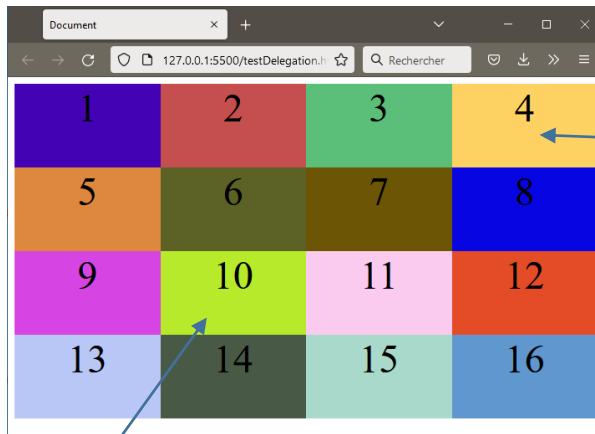 Document
127.0.0.1:5500/testDelegation.h
Rechercher
1 2 3 4
5 6 7 8
9 10 11 12
13 14 15 16